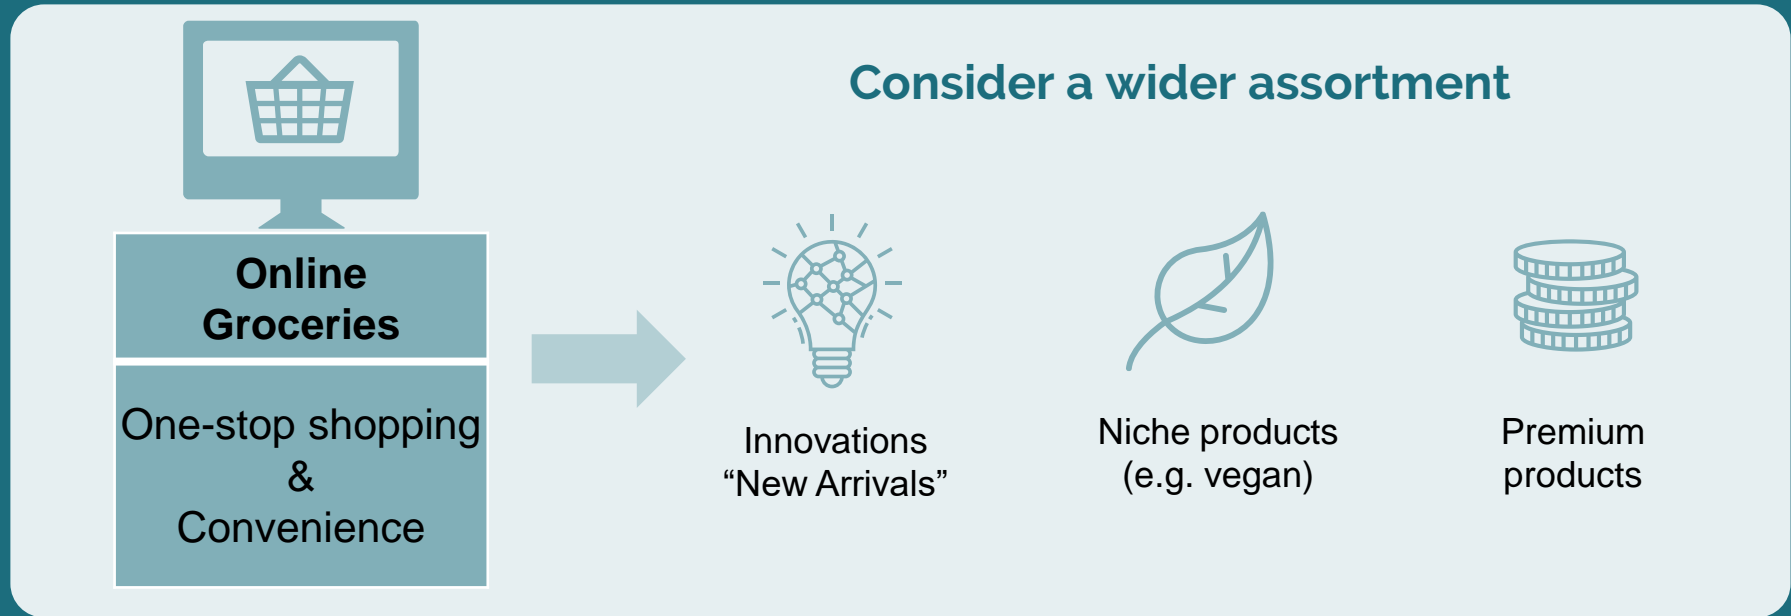 Consider a wider assortment
Online
Groceries
One-stop shopping
&
Convenience
Innovations
“New Arrivals”
Niche products
(e.g. vegan)
Premium
products